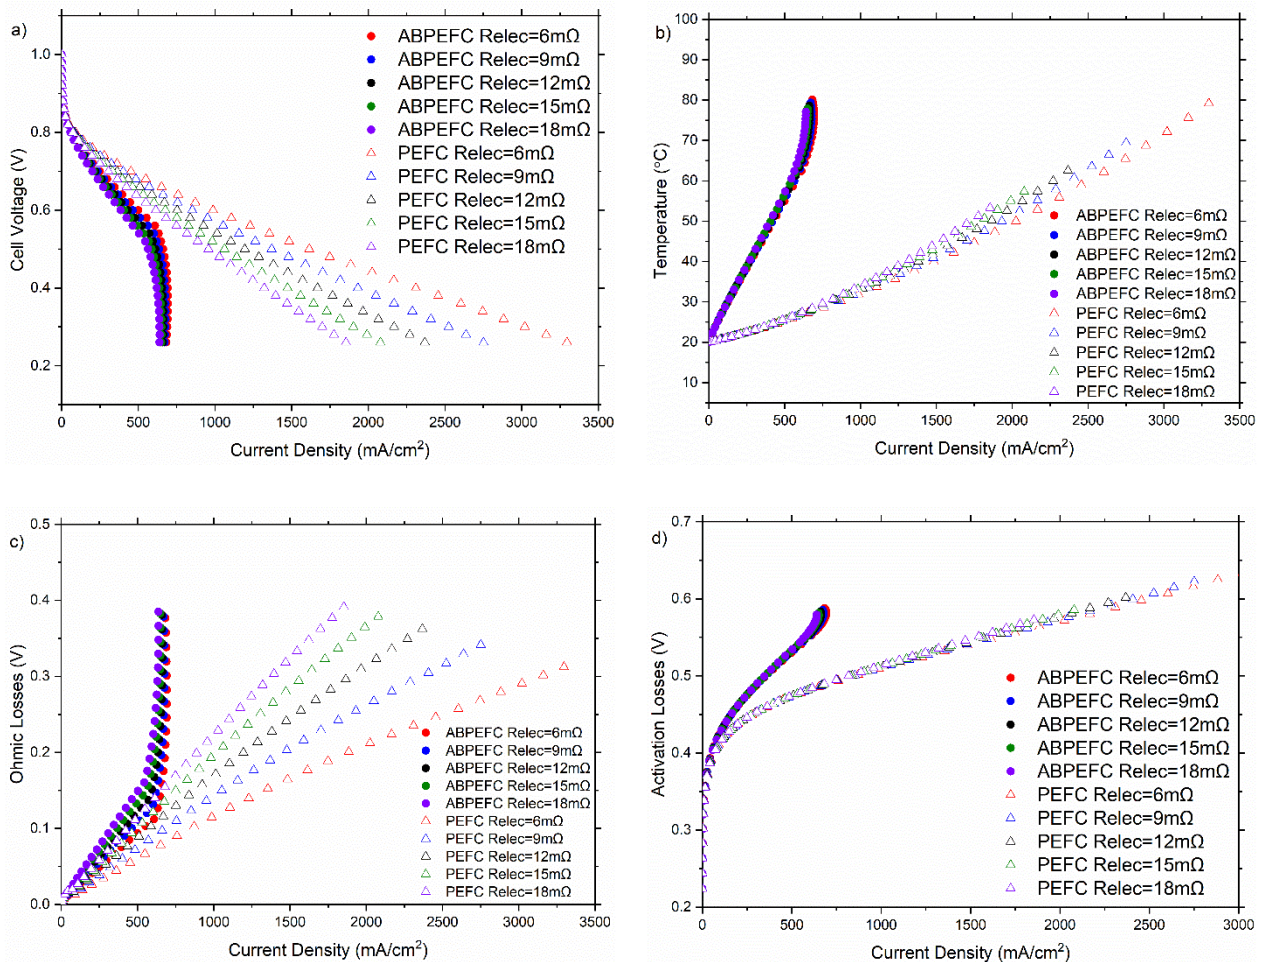 a)
ABPEFC Relec=6mΩ
ABPEFC Relec=9mΩ
ABPEFC Relec=12mΩ
ABPEFC Relec=15mΩ
ABPEFC Relec=18mΩ
PEFC Relec=6mΩ
PEFC Relec=9mΩ
PEFC Relec=12mΩ
PEFC Relec=15mΩ
PEFC Relec=18mΩ
1.0
0.8
0.6
0.4
0.2
Cell Voltage (V)
0 500 1000 1500 2000 2500 3000 3500
Current Density (mA/cm²)
b)
100
90
80
70
60
50
40
30
20
10
Temperature (°C)
ABPEFC Relec=6mΩ
ABPEFC Relec=9mΩ
ABPEFC Relec=12mΩ
ABPEFC Relec=15mΩ
ABPEFC Relec=18mΩ
PEFC Relec=6mΩ
PEFC Relec=9mΩ
PEFC Relec=12mΩ
PEFC Relec=15mΩ
PEFC Relec=18mΩ
0 500 1000 1500 2000 2500 3000 3500
Current Density (mA/cm²)
c)
0.5
0.4
0.3
0.2
0.1
0.0
Ohmic Losses (V)
ABPEFC Relec=6mΩ
ABPEFC Relec=9mΩ
ABPEFC Relec=12mΩ
ABPEFC Relec=15mΩ
ABPEFC Relec=18mΩ
PEFC Relec=6mΩ
PEFC Relec=9mΩ
PEFC Relec=12mΩ
PEFC Relec=15mΩ
PEFC Relec=18mΩ
0 500 1000 1500 2000 2500 3000 3500
Current Density (mA/cm²)
d)
0.7
0.6
0.5
0.4
0.3
0.2
Activation Losses (V)
ABPEFC Relec=6mΩ
ABPEFC Relec=9mΩ
ABPEFC Relec=12mΩ
ABPEFC Relec=15mΩ
ABPEFC Relec=18mΩ
PEFC Relec=6mΩ
PEFC Relec=9mΩ
PEFC Relec=12mΩ
PEFC Relec=15mΩ
PEFC Relec=18mΩ
0 500 1000 1500 2000 2500 3000
Current Density (mA/cm²)